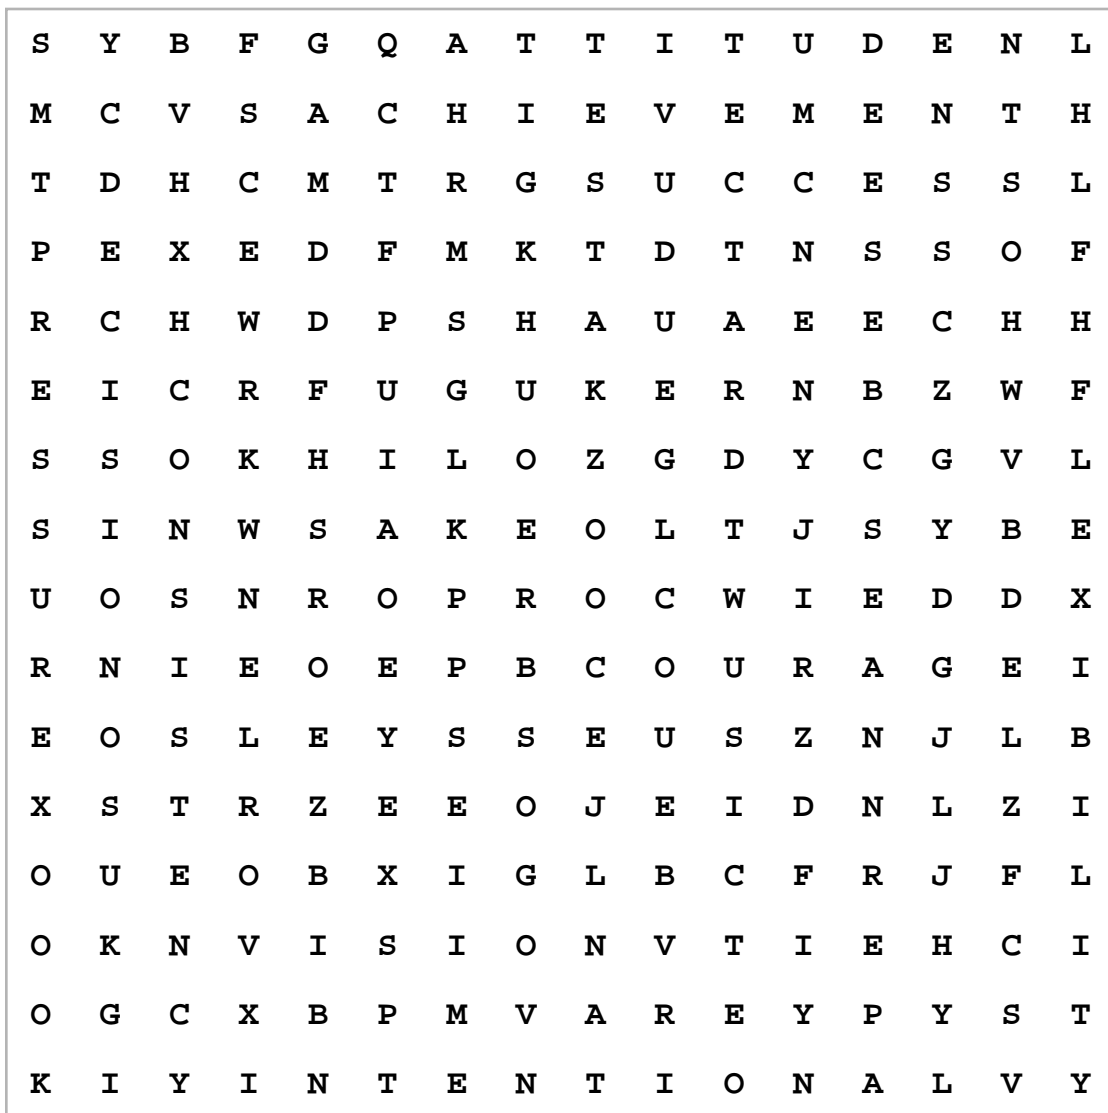 S Y B F G Q A T T I T U D E N L
M C V S A C H I E V E M E N T H
T D H C M T R G S U C C E S S L
P E X E D F M K T D T N S S O F
R C H W D P S H A U A E E C H H
E I C R F U G U K E R N B Z W F
S S O K H I L O Z G D Y C G V L
S I N W S A K E O L T J S Y B E
U O S N R O P R O C W I E D D X
R N I E O E P B C O U R A G E I
E O S L E Y S S E U S Z N J L B
X S T R Z E E O J E I D N L Z I
O U E O B X I G L B C F R J F L
O K N V I S I O N V T I E H C I
O G C X B P M V A R E Y P Y S T
K I Y I N T E N T I O N A L V Y